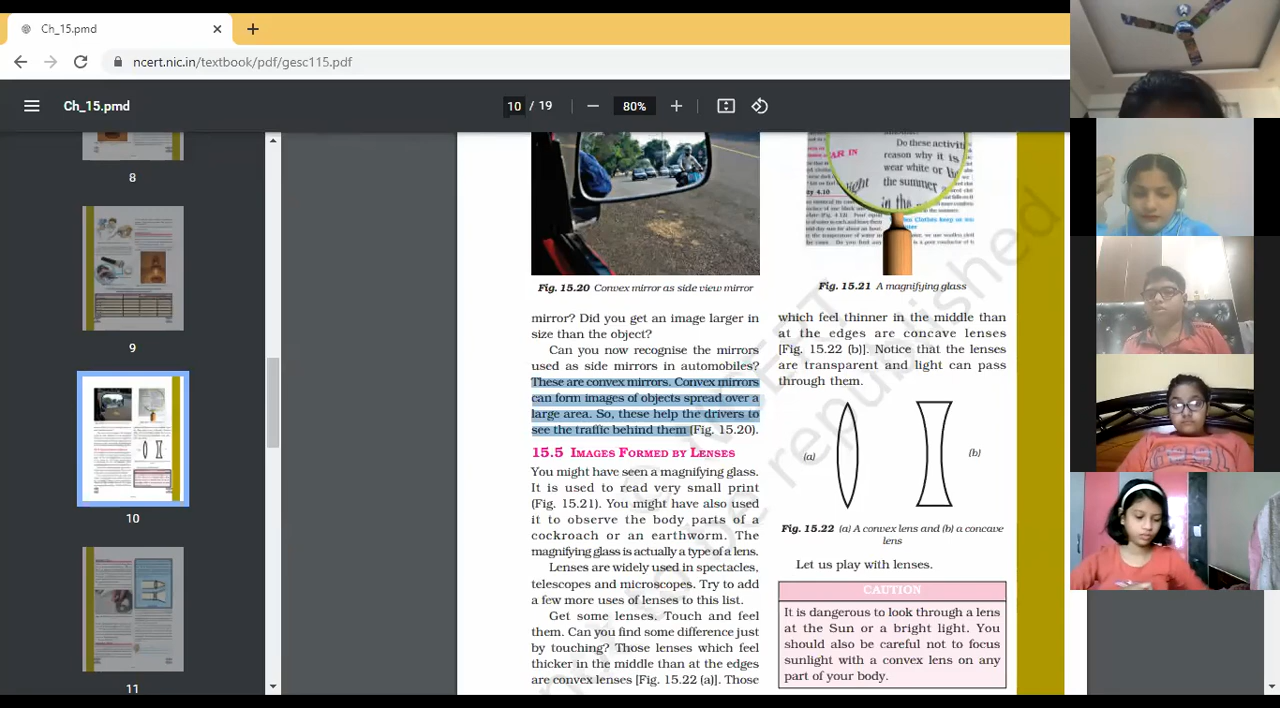 Ch_15.pmd
ncert.nic.in/textbook/pdf/gesc115.pdf
Ch_15.pmd
10 / 19
80%
8
9
10
11
Do these activit
reason why it is
wear white or
the summer
in the
AR IN
light
Fig. 15.20 Convex mirror as side view mirror
mirror? Did you get an image larger in
size than the object?
Can you now recognise the mirrors
used as side mirrors in automobiles?
These are convex mirrors. Convex mirrors
can form images of objects spread over a
large area. So, these help the drivers to
see the traffic behind them (Fig. 15.20).
15.5 IMAGES FORMED BY LENSES
You might have seen a magnifying glass.
It is used to read very small print
(Fig. 15.21). You might have also used
it to observe the body parts of a
cockroach or an earthworm. The
magnifying glass is actually a type of a lens.
Lenses are widely used in spectacles,
telescopes and microscopes. Try to add
a few more uses of lenses to this list.
Get some lenses. Touch and feel
them. Can you find some difference just
by touching? Those lenses which feel
thicker in the middle than at the edges
are convex lenses [Fig. 15.22 (a)]. Those
Fig. 15.21 A magnifying glass
which feel thinner in the middle than
at the edges are concave lenses
[Fig. 15.22 (b)]. Notice that the lenses
are transparent and light can pass
through them.
(a)
(b)
Fig. 15.22 (a) A convex lens and (b) a concave
lens
Let us play with lenses.
CAUTION
It is dangerous to look through a lens
at the Sun or a bright light. You
should also be careful not to focus
sunlight with a convex lens on any
part of your body.
be republished